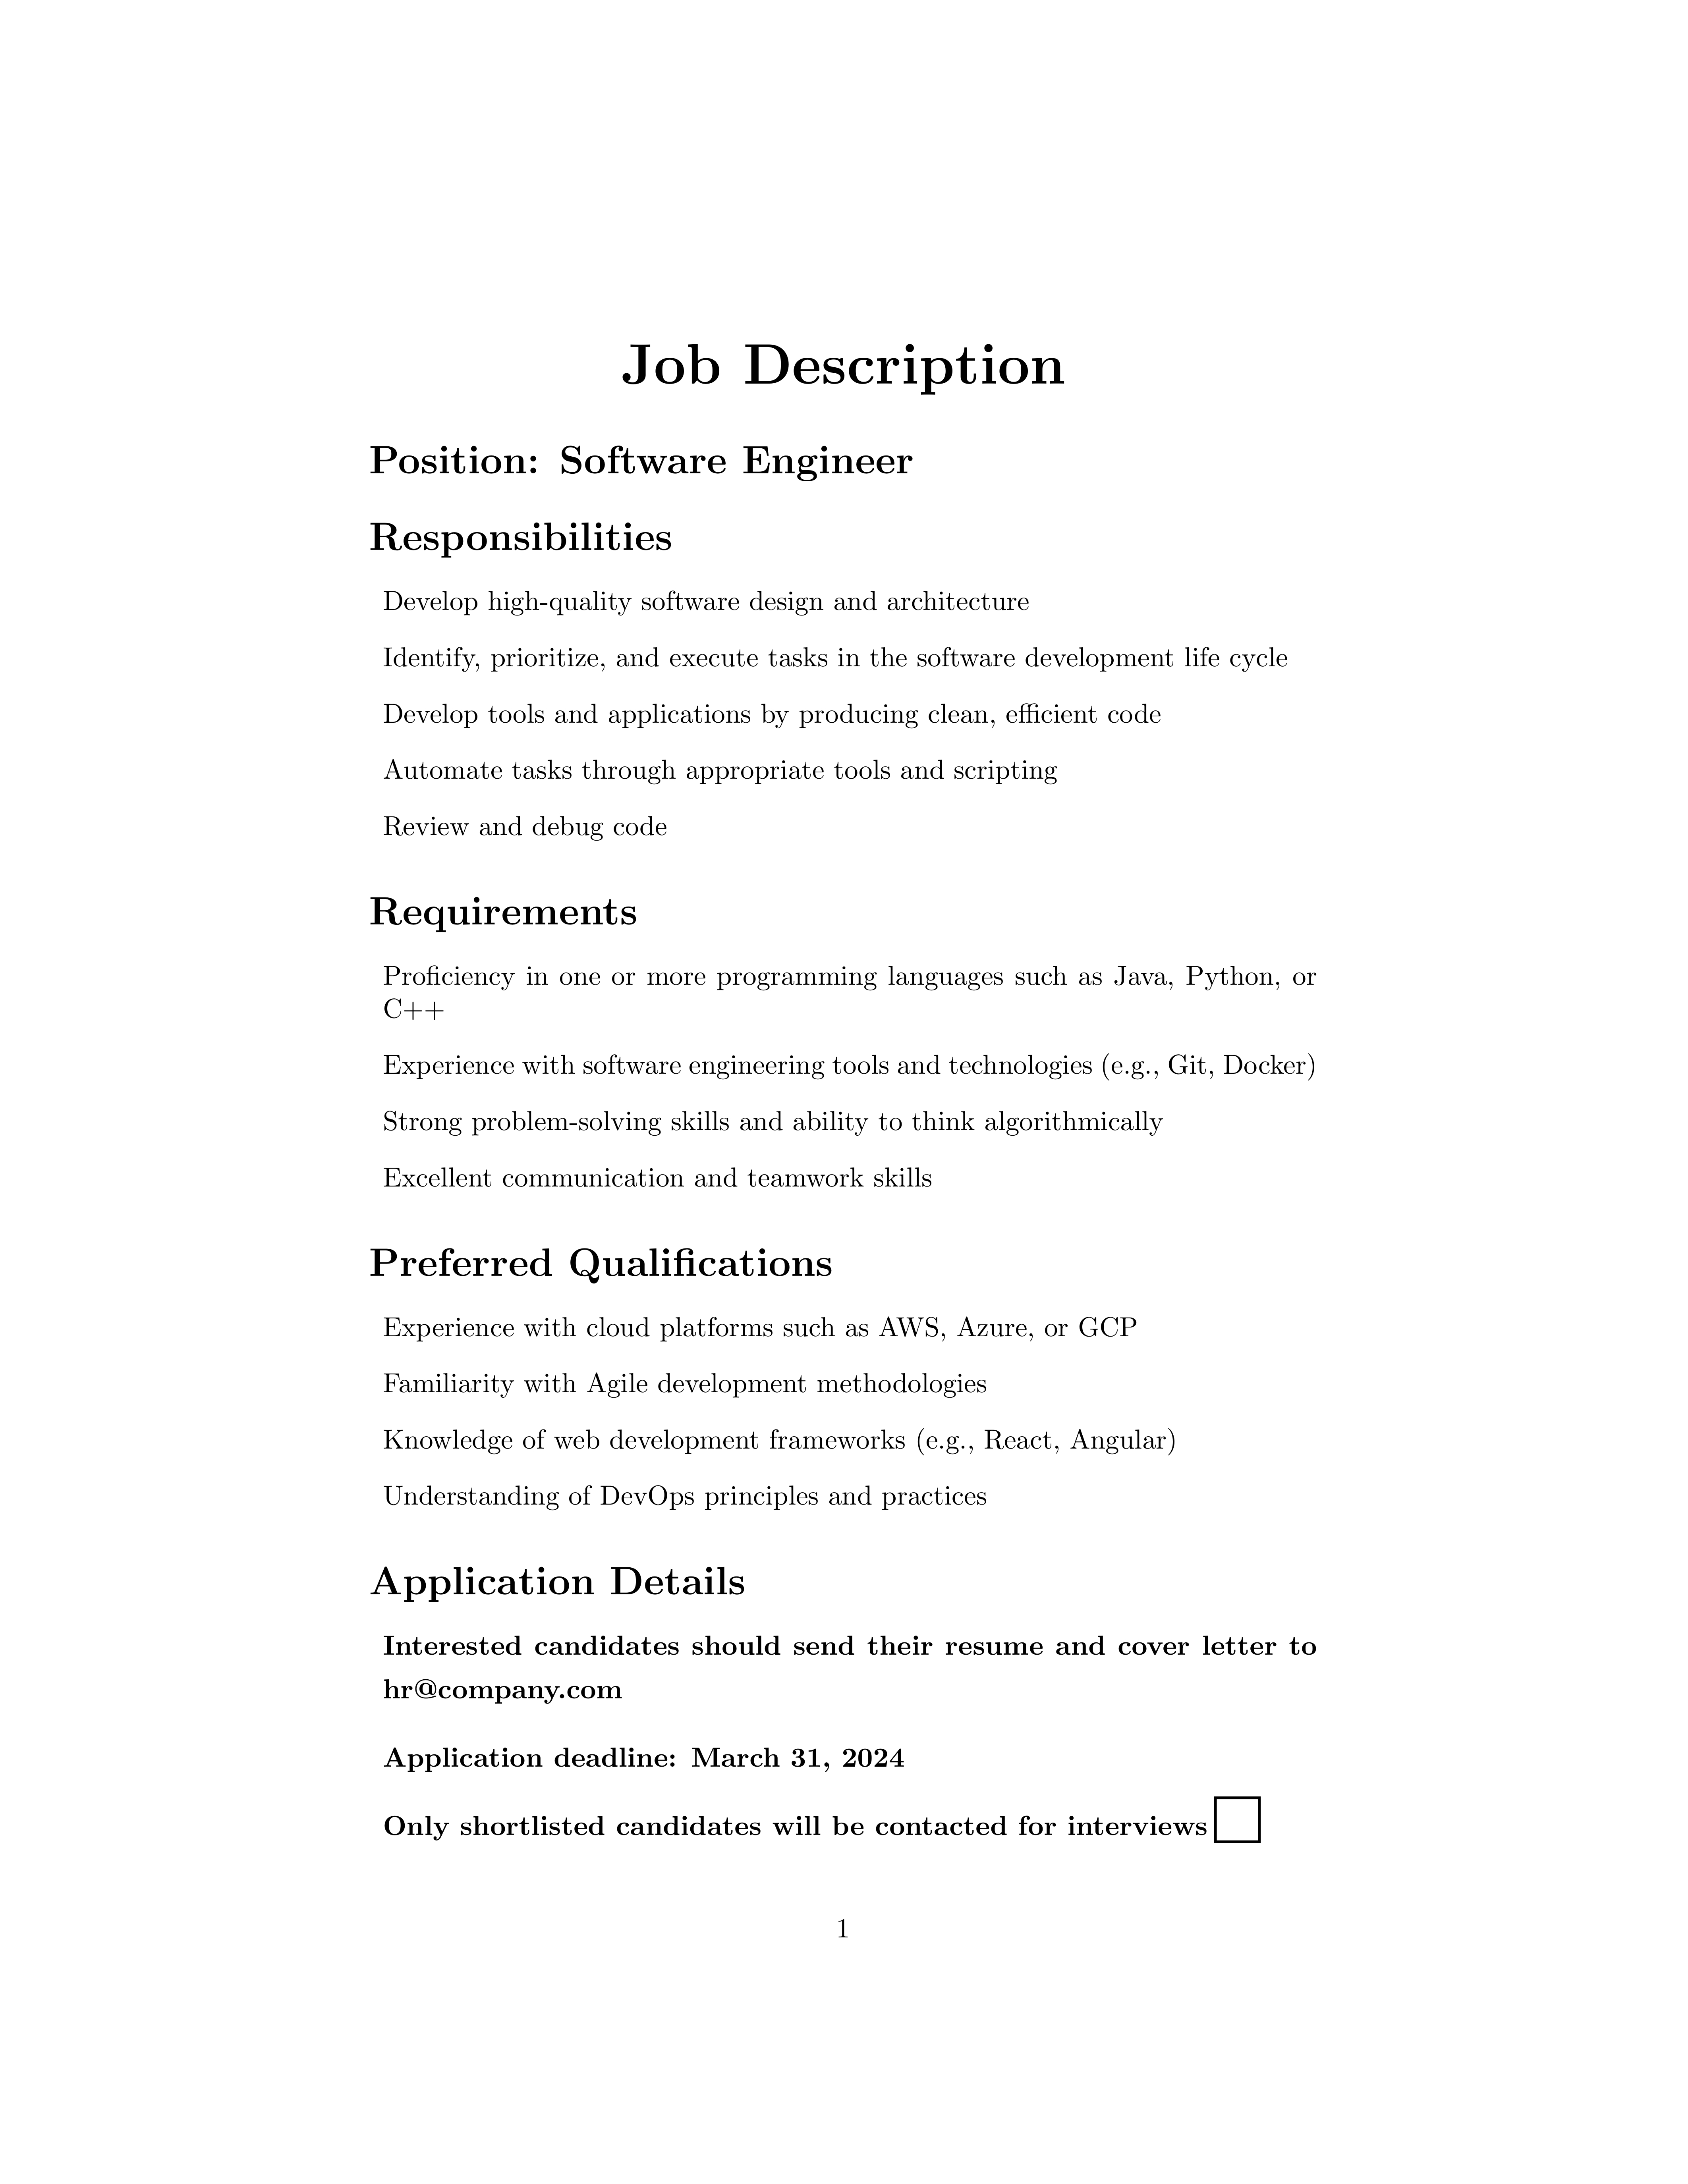 Job Description
Position: Software Engineer
Responsibilities
Develop high-quality software design and architecture
Identify, prioritize, and execute tasks in the software development life cycle
Develop tools and applications by producing clean, efficient code
Automate tasks through appropriate tools and scripting
Review and debug code
Requirements
Proficiency in one or more programming languages such as Java, Python, or
C++
Experience with software engineering tools and technologies (e.g., Git, Docker)
Strong problem-solving skills and ability to think algorithmically
Excellent communication and teamwork skills
Preferred Qualifications
Experience with cloud platforms such as AWS, Azure, or GCP
Familiarity with Agile development methodologies
Knowledge of web development frameworks (e.g., React, Angular)
Understanding of DevOps principles and practices
Application Details
Interested candidates should send their resume and cover letter to
hr@company.com
Application deadline: March 31, 2024
Only shortlisted candidates will be contacted for interviews
1